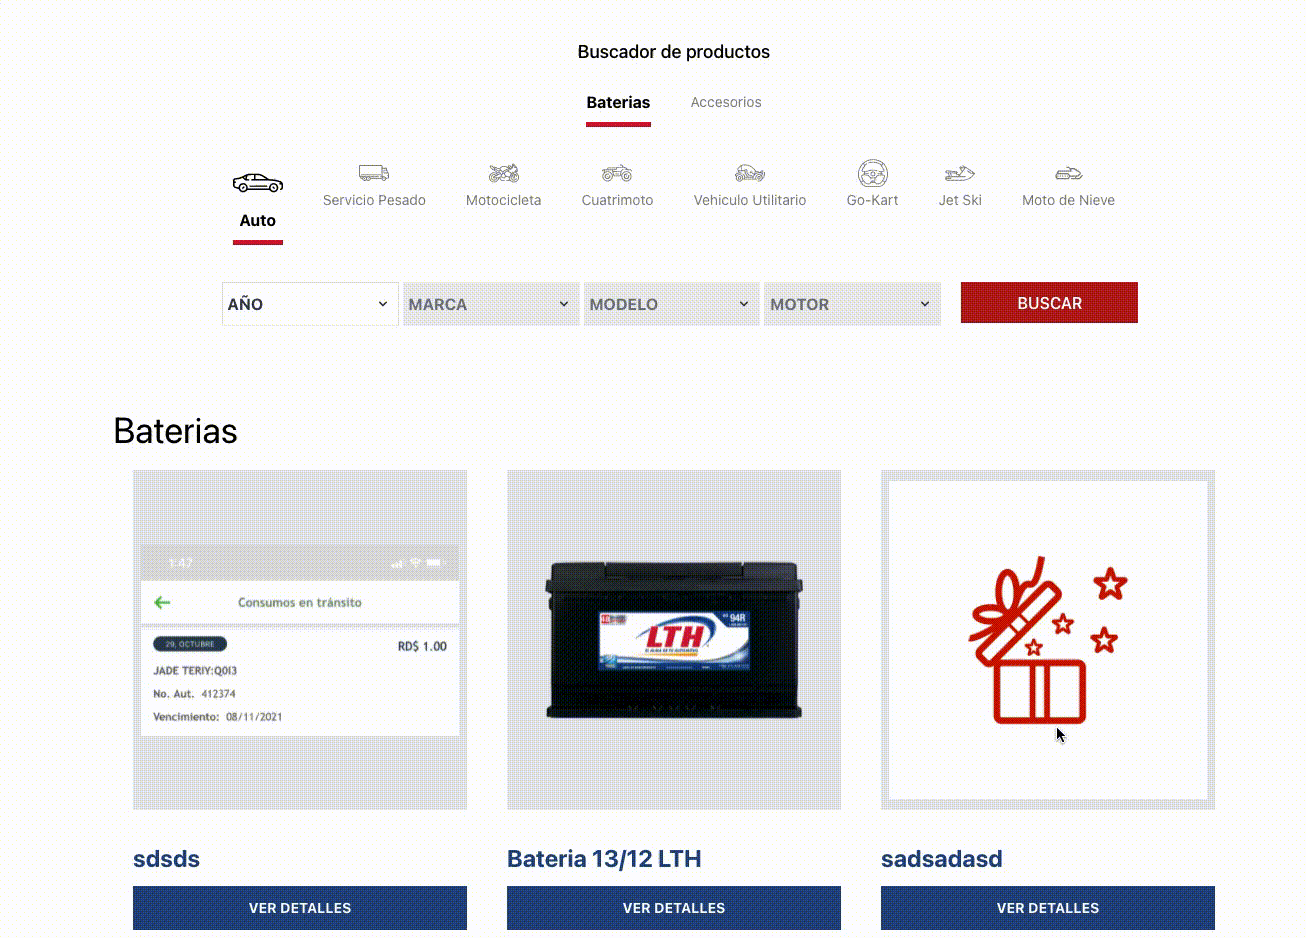 Buscador de productos
Baterias
Accesorios
Auto
Servicio Pesado
Motocicleta
Cuatrimoto
Vehiculo Utilitario
Go-Kart
Jet Ski
Moto de Nieve
AÑO
MARCA
MODELO
MOTOR
BUSCAR
Baterias
1:47
Consumos en tránsito
29, OCTUBRE
RD$ 1.00
JADE TERIY:Q0I3
No. Aut. 412374
Vencimiento: 08/11/2021
94R
LTH
sdsds
Bateria 13/12 LTH
sadsadasd
VER DETALLES
VER DETALLES
VER DETALLES